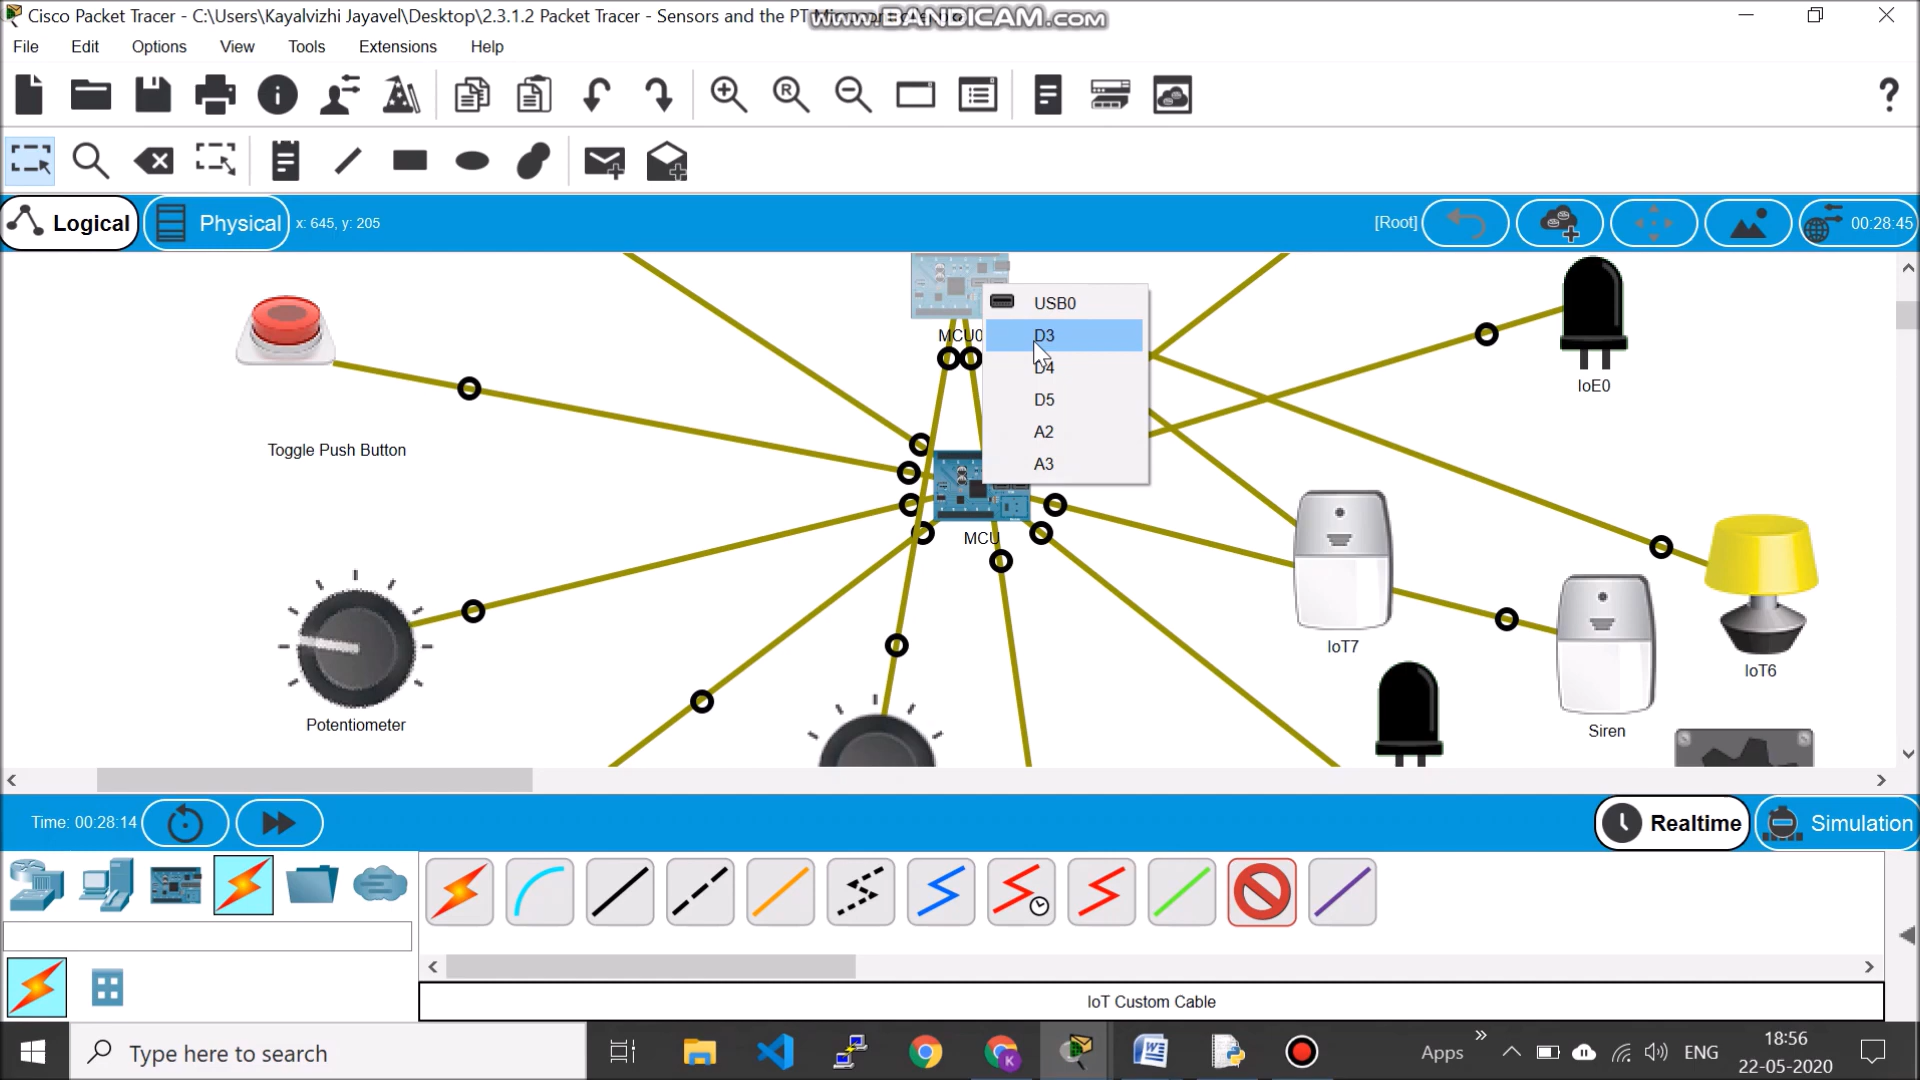 Cisco Packet Tracer - C:\Users\Kayalvizhi Jayavel\Desktop\2.3.1.2 Packet Tracer - Sensors and the PT
www.BANDICAM.com
File Edit Options View Tools Extensions Help
R
?
Logical
Physical
x: 645, y: 205
[Root]
00:28:45
USB0
MCU0
D3
D4
D5
A2
A3
IoE0
Toggle Push Button
MCU
IoT7
IoT6
Potentiometer
Siren
Time: 00:28:14
Realtime
Simulation
IoT Custom Cable
Type here to search
K
Apps
ENG
18:56
22-05-2020